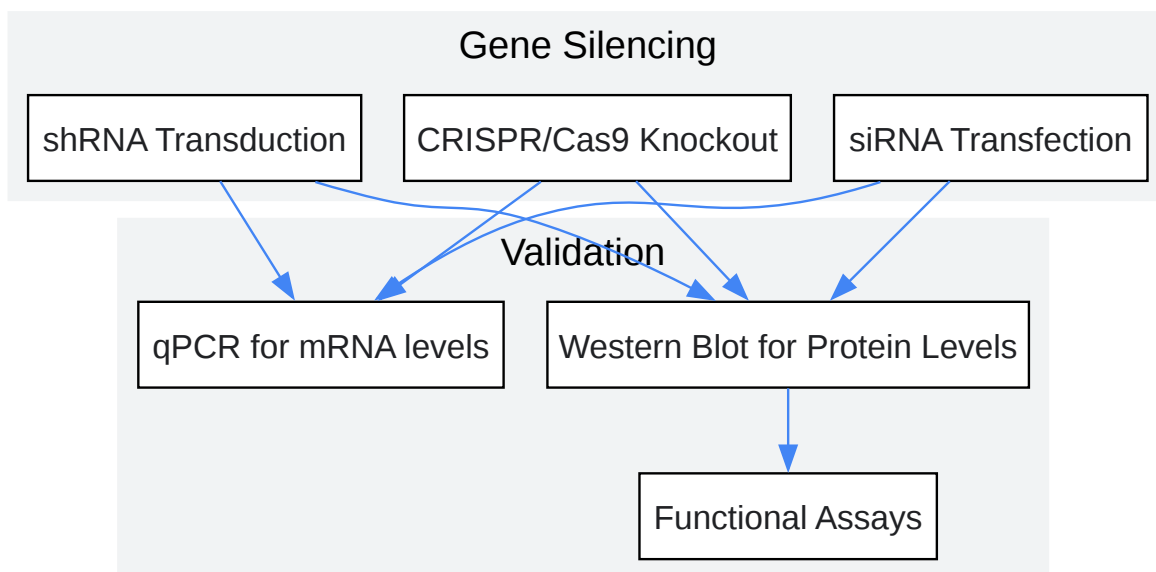 Gene Silencing
shRNA Transduction
CRISPR/Cas9 Knockout
siRNA Transfection
Validation
qPCR for mRNA levels
Western Blot for Protein Levels
Functional Assays